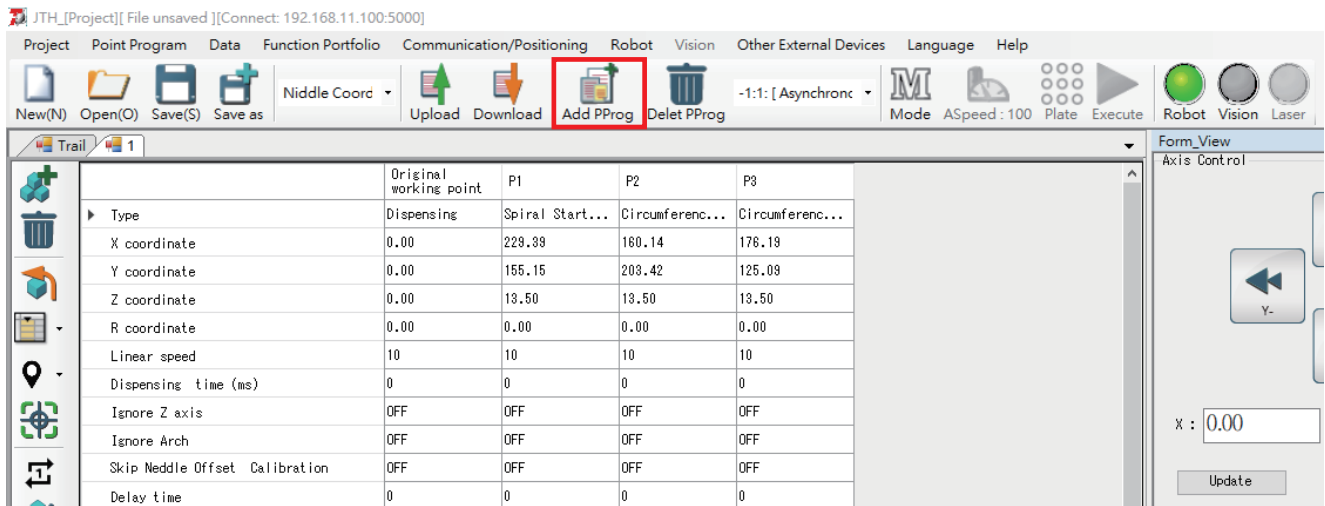 JTH_[Project][ File unsaved ][Connect: 192.168.11.100:5000]
Project Point Program Data Function Portfolio Communication/Positioning Robot Vision Other External Devices Language Help
Niddle Coord -1:1: [ Asynchronc M
New(N) Open(O) Save(S) Save as Upload Download Add PProg Delet PProg Mode ASpeed : 100 Plate Execute Robot Vision Laser
Trail 1 Form_View
Axis Control
Original working point P1 P2 P3
Type Dispensing Spiral Start... Circumferenc... Circumferenc...
X coordinate 0.00 229.39 160.14 176.19
Y coordinate 0.00 155.15 203.42 125.09
Z coordinate 0.00 13.50 13.50 13.50
R coordinate 0.00 0.00 0.00 0.00
Y-
Linear speed 10 10 10 10
Dispensing time (ms) 0 0 0 0
Ignore Z axis OFF OFF OFF OFF
X : 0.00
Ignore Arch OFF OFF OFF OFF
Skip Neddle Offset Calibration OFF OFF OFF OFF
1
Update
Delay time 0 0 0 0